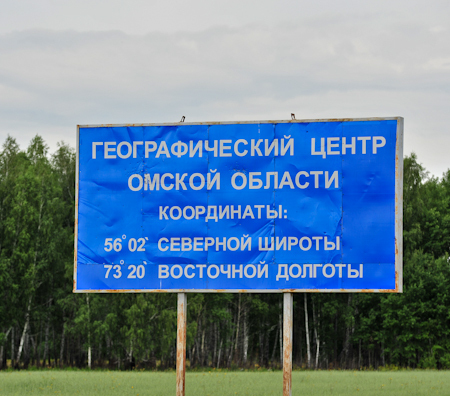 ГЕОГРАФИЧЕСКИЙ ЦЕНТР
ОМСКОЙ ОБЛАСТИ
КООРДИНАТЫ:
56°02` СЕВЕРНОЙ ШИРОТЫ
73°20` ВОСТОЧНОЙ ДОЛГОТЫ